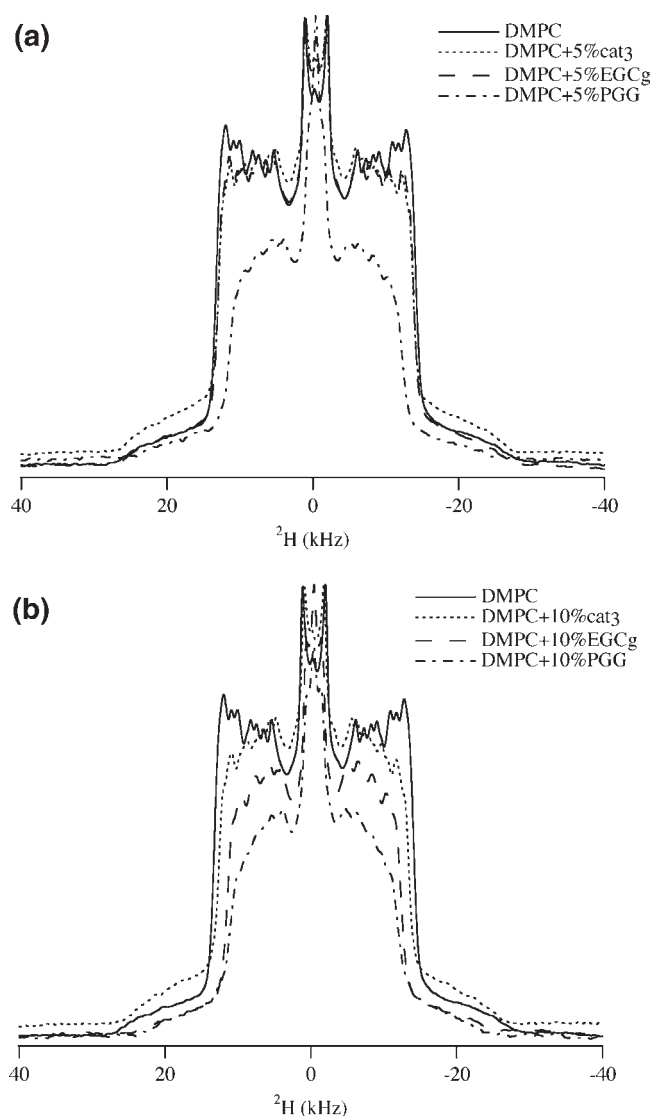 (a)
DMPC
DMPC+5%cat3
DMPC+5%EGCg
DMPC+5%PGG
40 20 0 -20 -40
²H (kHz)
(b)
DMPC
DMPC+10%cat3
DMPC+10%EGCg
DMPC+10%PGG
40 20 0 -20 -40
²H (kHz)